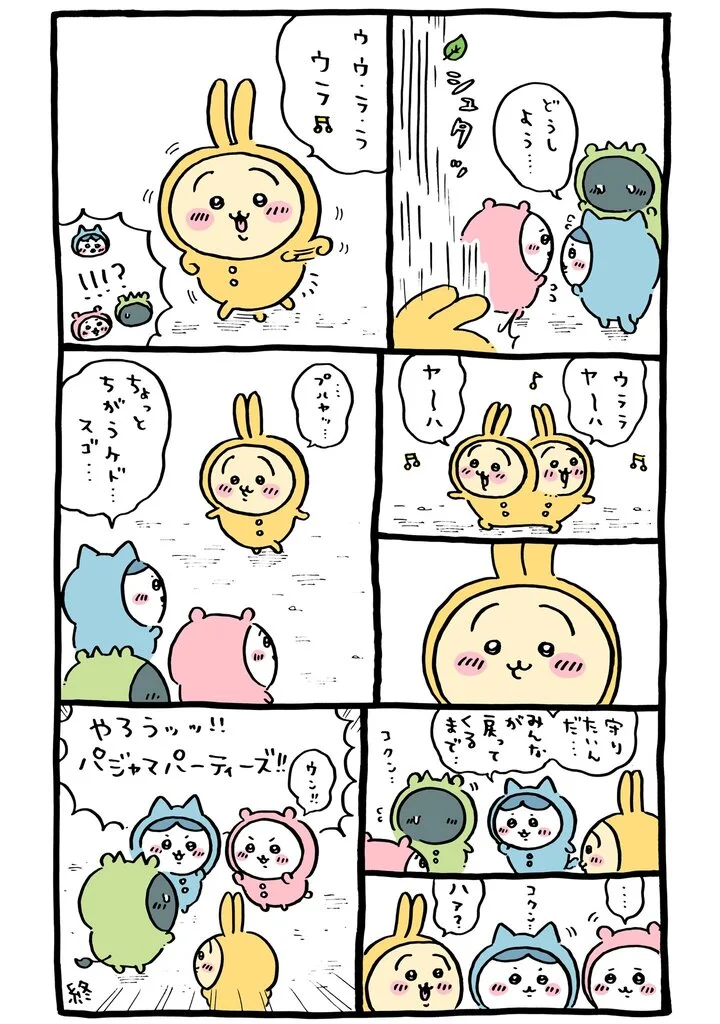 シュタッ
どうし
よう…
ウウ・ラ・ラ
ウラ♫
!!!?
ウララ
ヤ〜ハ
ヤ〜ハ
…
プルヤッ…
ちょっと
ちがうケド…
スゴ…
守り
たいん
だ…
みんな
が
戻って
くる
まで…
コクン…
…
コクン…
ハァ?
やろうッッ!!
パジャマパーティーズ!!
ウン!!
終